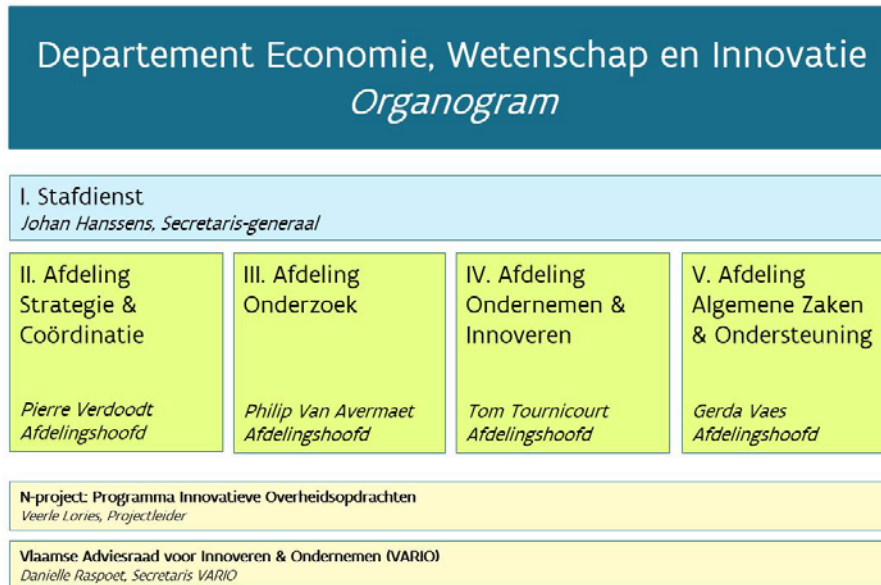 Departement Economie, Wetenschap en Innovatie
Organogram
I. Stafdienst
Johan Hanssens, Secretaris-generaal
II. Afdeling
Strategie &
Coördinatie
Pierre Verdoodt
Afdelingshoofd
III. Afdeling
Onderzoek
Philip Van Avermaet
Afdelingshoofd
IV. Afdeling
Ondernemen &
Innoveren
Tom Tournicourt
Afdelingshoofd
V. Afdeling
Algemene Zaken
& Ondersteuning
Gerda Vaes
Afdelingshoofd
N-project: Programma Innovatieve Overheidsopdrachten
Veerle Lories, Projectleider
Vlaamse Adviesraad voor Innoveren & Ondernemen (VARIO)
Danielle Raspoet, Secretaris VARIO